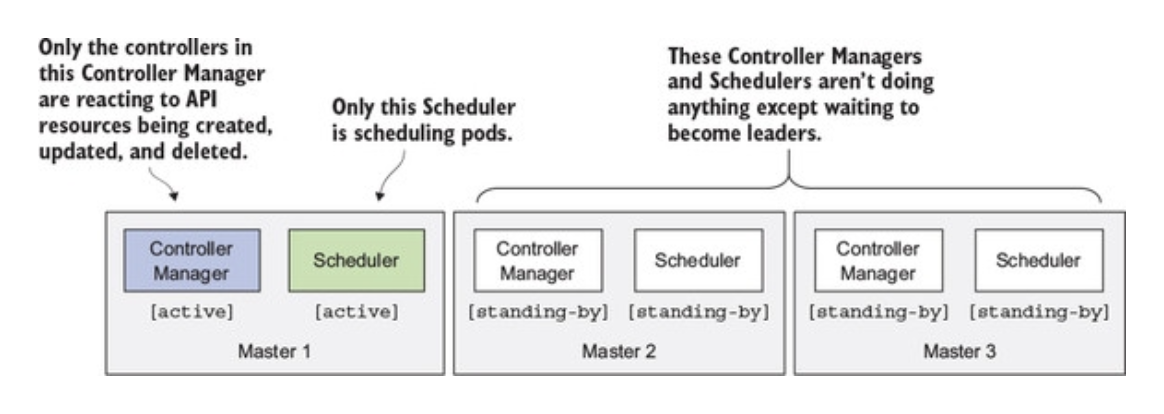 Only the controllers in
this Controller Manager
are reacting to API
resources being created,
updated, and deleted.
Only this Scheduler
is scheduling pods.
These Controller Managers
and Schedulers aren't doing
anything except waiting to
become leaders.
Controller
Manager
[active]
Scheduler
[active]
Master 1
Controller
Manager
[standing-by]
Scheduler
[standing-by]
Master 2
Controller
Manager
[standing-by]
Scheduler
[standing-by]
Master 3